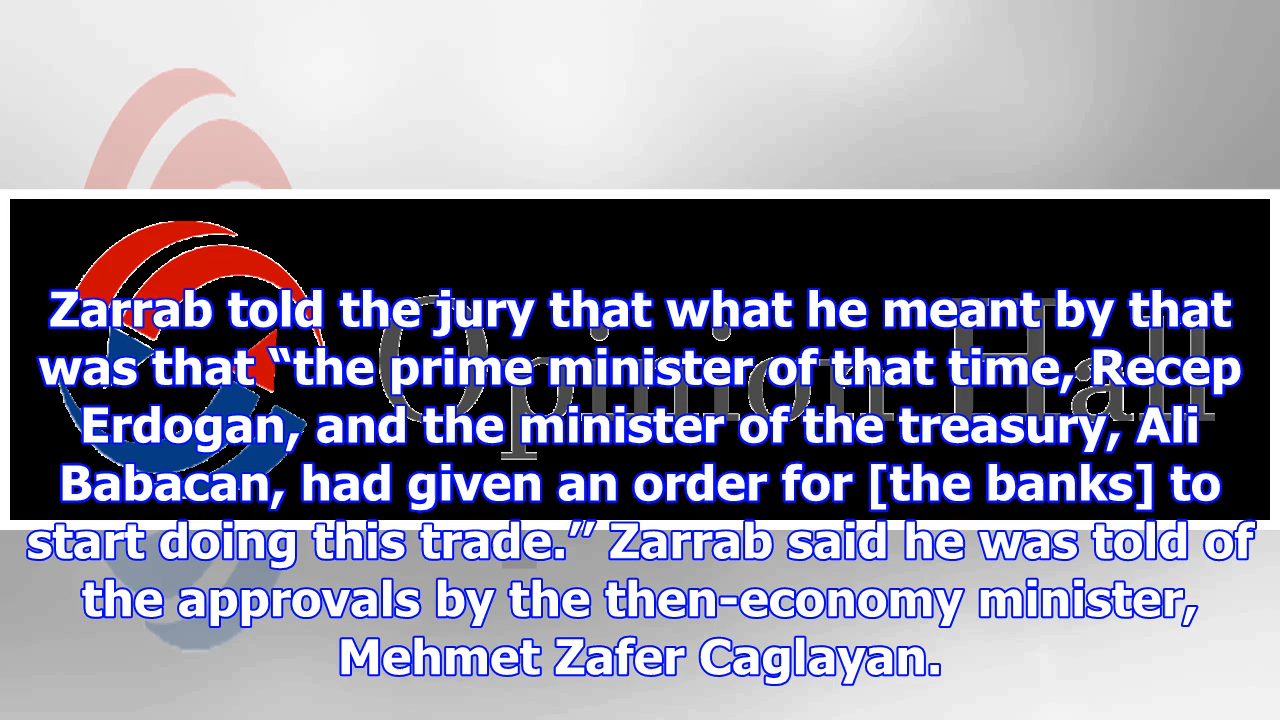 Zarrab told the jury that what he meant by that
was that “the prime minister of that time, Recep
Erdogan, and the minister of the treasury, Ali
Babacan, had given an order for [the banks] to
start doing this trade.’’ Zarrab said he was told of
the approvals by the then-economy minister,
Mehmet Zafer Caglayan.
Opinion Hall